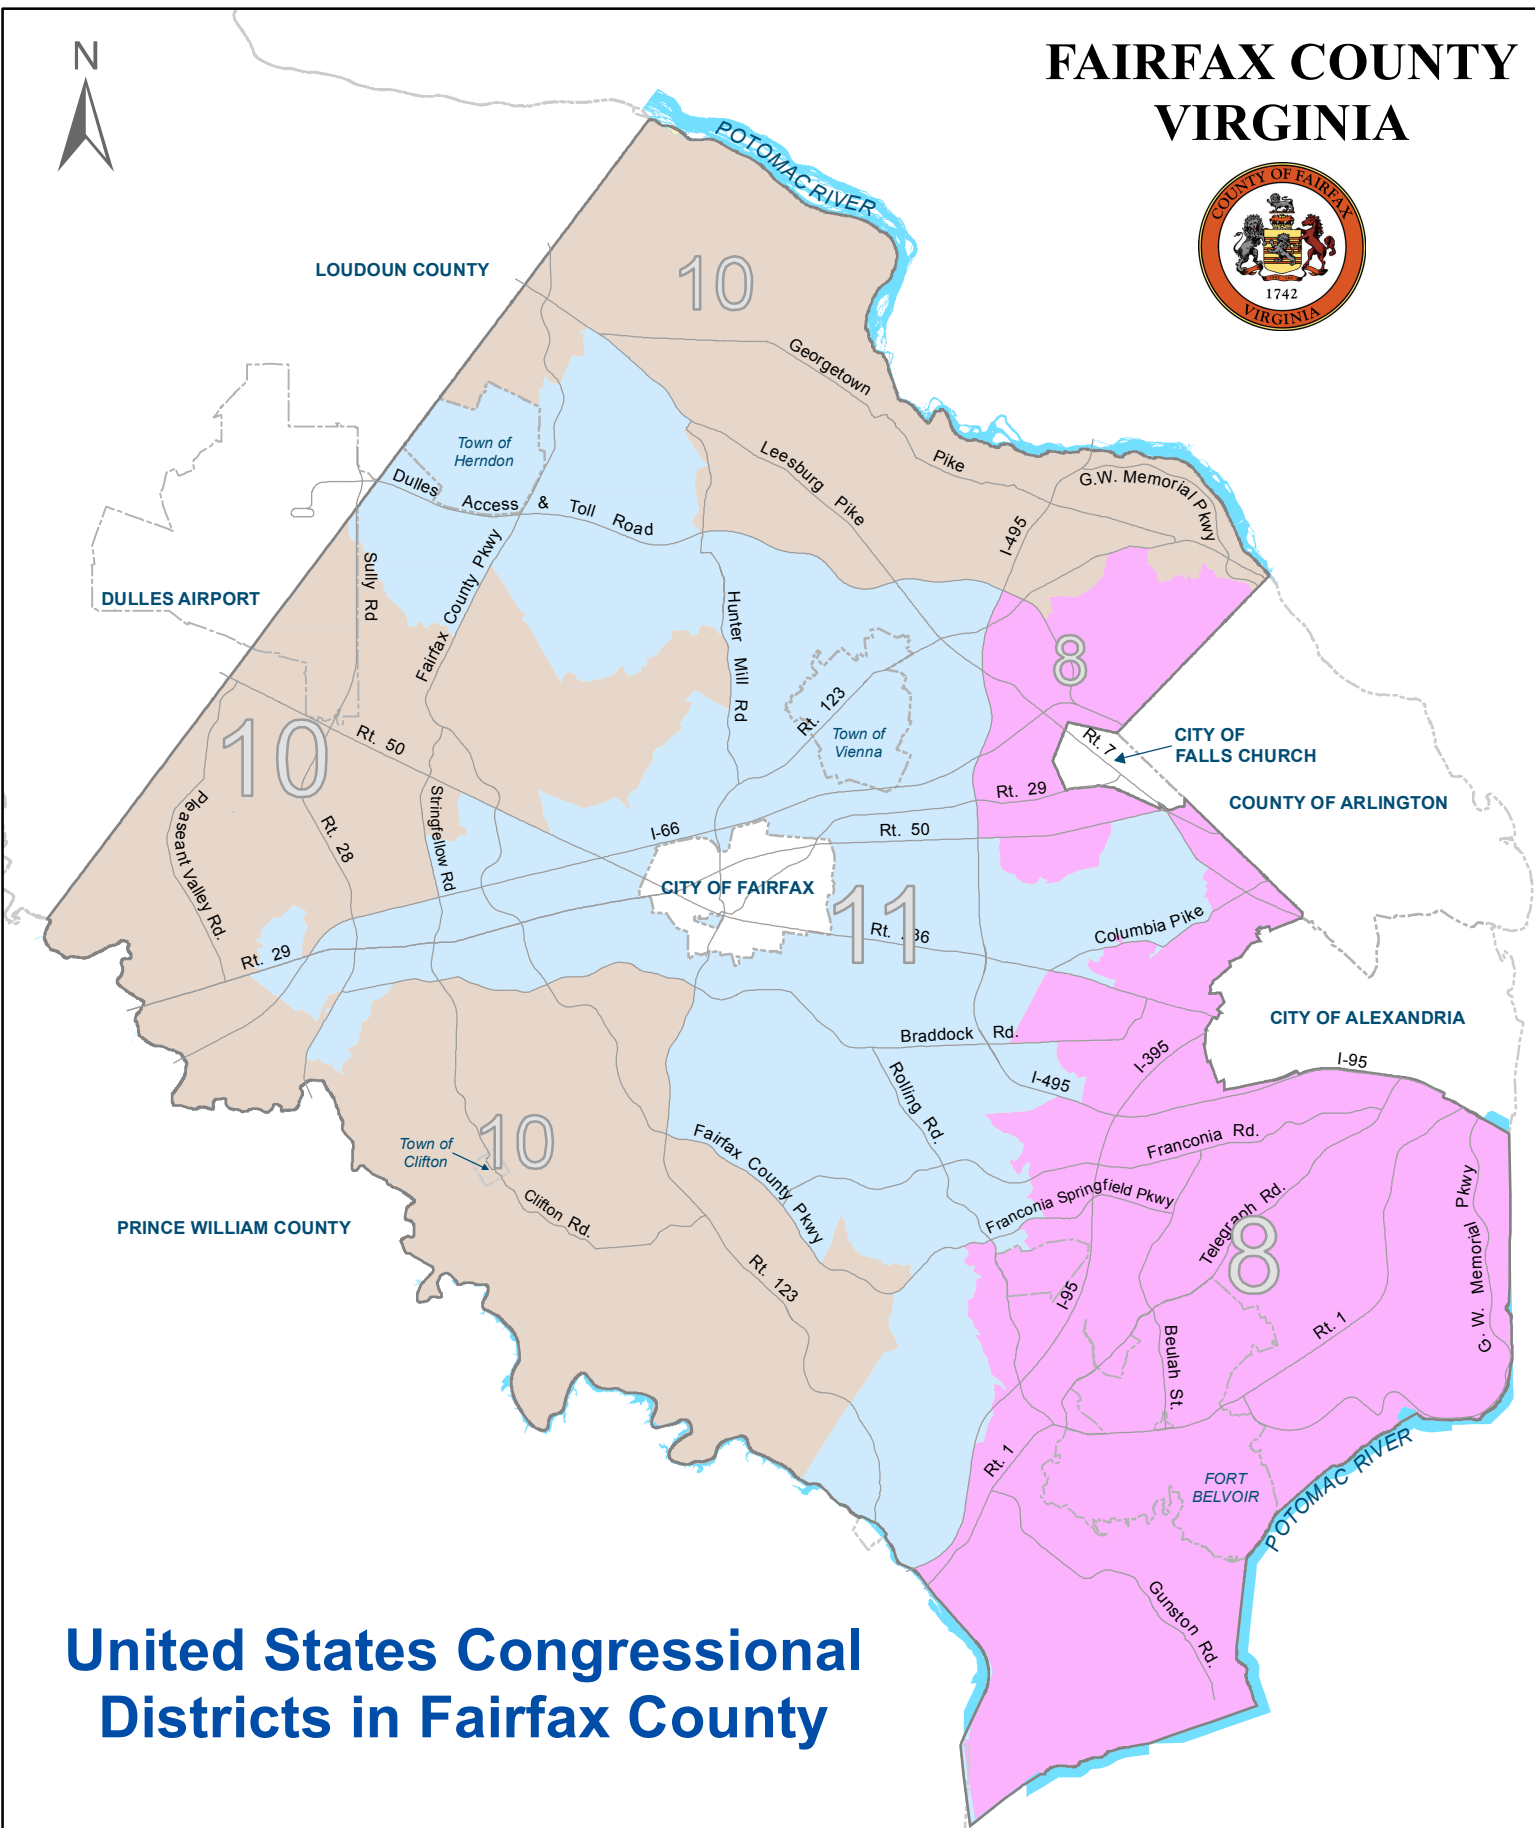 N
FAIRFAX COUNTY
VIRGINIA
COUNTY OF FAIRFAX
1742
VIRGINIA
POTOMAC RIVER
LOUDOUN COUNTY
10
Georgetown
Pike
Leesburg Pike
G.W. Memorial Pkwy
Town of
Herndon
Dulles Access & Toll Road
I-495
Sully Rd
Fairfax County Pkwy
DULLES AIRPORT
Hunter Mill Rd
8
Rt. 123
Town of
Vienna
10
Rt. 50
Rt. 7
CITY OF
FALLS CHURCH
COUNTY OF ARLINGTON
Pleaseant Valley Rd.
Rt. 28
Stringfellow Rd
I-66
Rt. 29
Rt. 50
CITY OF FAIRFAX
11
Columbia Pike
Rt. 29
CITY OF ALEXANDRIA
Braddock Rd.
I-395
I-95
I-495
Rolling Rd.
10
Town of
Clifton
Fairfax County Pkwy
Franconia Rd.
Clifton Rd.
Franconia Springfield Pkwy
PRINCE WILLIAM COUNTY
Telegraph Rd.
8
G. W. Memorial Pkwy
Rt. 123
I-95
Rt. 1
Beulah St.
Rt. 1
FORT
BELVOIR
POTOMAC RIVER
Gunston Rd.
United States Congressional
Districts in Fairfax County